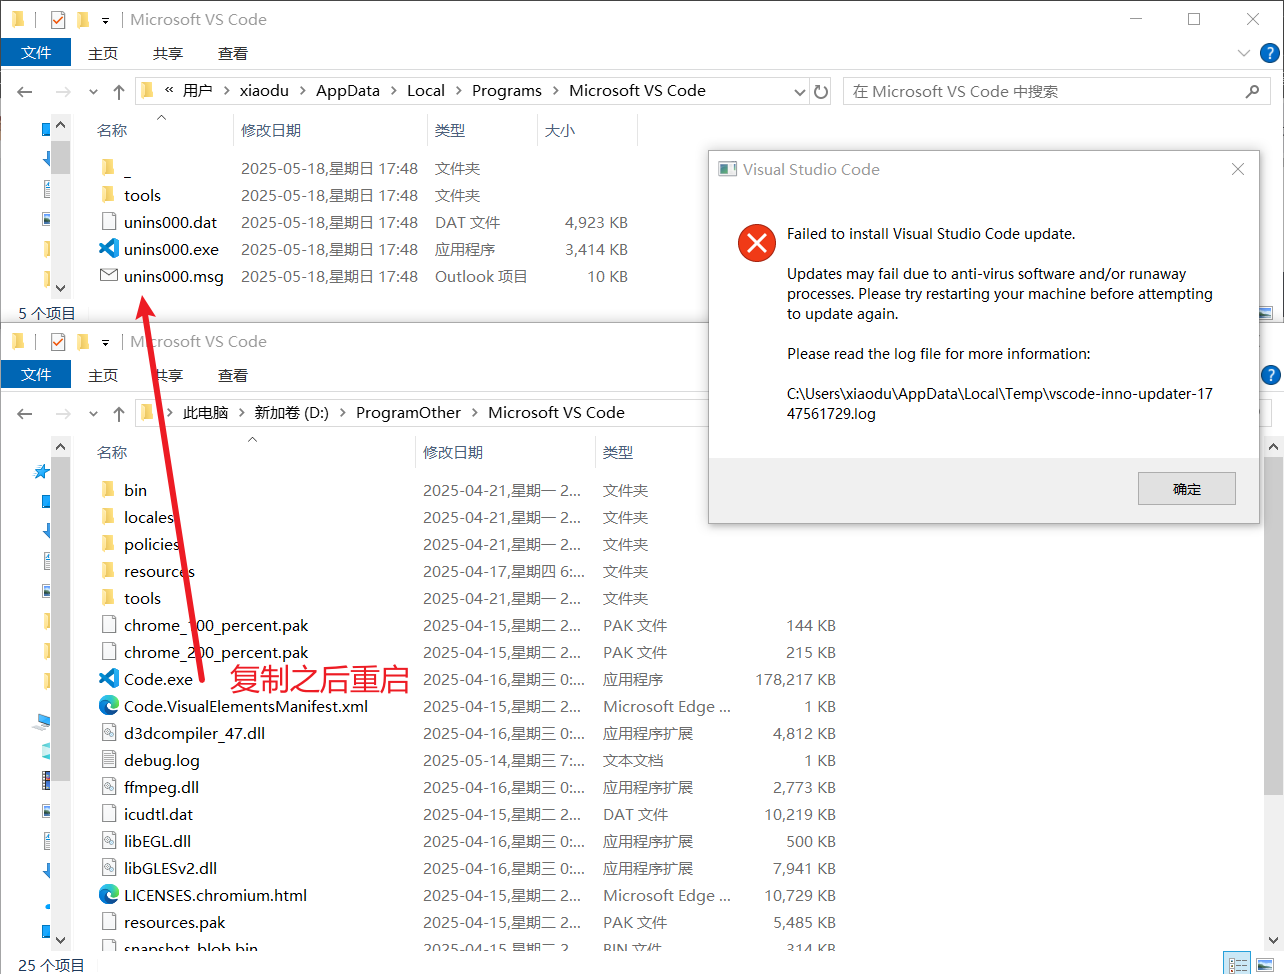 Microsoft VS Code
文件 主页 共享 查看
« 用户 > xiaodu > AppData > Local > Programs > Microsoft VS Code
在 Microsoft VS Code 中搜索
名称 修改日期 类型 大小
_ 2025-05-18,星期日 17:48 文件夹
tools 2025-05-18,星期日 17:48 文件夹
unins000.dat 2025-05-18,星期日 17:48 DAT 文件 4,923 KB
unins000.exe 2025-05-18,星期日 17:48 应用程序 3,414 KB
unins000.msg 2025-05-18,星期日 17:48 Outlook 项目 10 KB
5 个项目
Visual Studio Code
Failed to install Visual Studio Code update.
Updates may fail due to anti-virus software and/or runaway
processes. Please try restarting your machine before attempting
to update again.
Please read the log file for more information:
C:\Users\xiaodu\AppData\Local\Temp\vscode-inno-updater-17
47561729.log
确定
Microsoft VS Code
文件 主页 共享 查看
> 此电脑 > 新加卷 (D:) > ProgramOther > Microsoft VS Code
名称 修改日期 类型
bin 2025-04-21,星期一 2... 文件夹
locales 2025-04-21,星期一 2... 文件夹
policies 2025-04-21,星期一 2... 文件夹
resources 2025-04-17,星期四 6:... 文件夹
tools 2025-04-21,星期一 2... 文件夹
chrome_100_percent.pak 2025-04-15,星期二 2... PAK 文件 144 KB
chrome_200_percent.pak 2025-04-15,星期二 2... PAK 文件 215 KB
Code.exe 2025-04-16,星期三 0:... 应用程序 178,217 KB
复制之后重启
Code.VisualElementsManifest.xml 2025-04-15,星期二 2... Microsoft Edge ... 1 KB
d3dcompiler_47.dll 2025-04-16,星期三 0:... 应用程序扩展 4,812 KB
debug.log 2025-05-14,星期三 7:... 文本文档 1 KB
ffmpeg.dll 2025-04-16,星期三 0:... 应用程序扩展 2,773 KB
icudtl.dat 2025-04-15,星期二 2... DAT 文件 10,219 KB
libEGL.dll 2025-04-16,星期三 0:... 应用程序扩展 500 KB
libGLESv2.dll 2025-04-16,星期三 0:... 应用程序扩展 7,941 KB
LICENSES.chromium.html 2025-04-15,星期二 2... Microsoft Edge ... 10,729 KB
resources.pak 2025-04-15,星期二 2... PAK 文件 5,485 KB
snapshot_blob.bin 2025-04-15,星期二 2... BIN 文件 314 KB
25 个项目